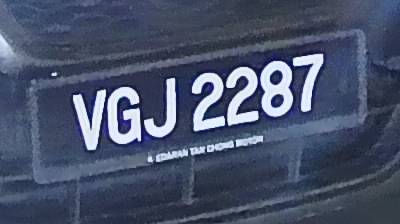 VGJ 2287
EDARAN TAN CHONG MOTOR